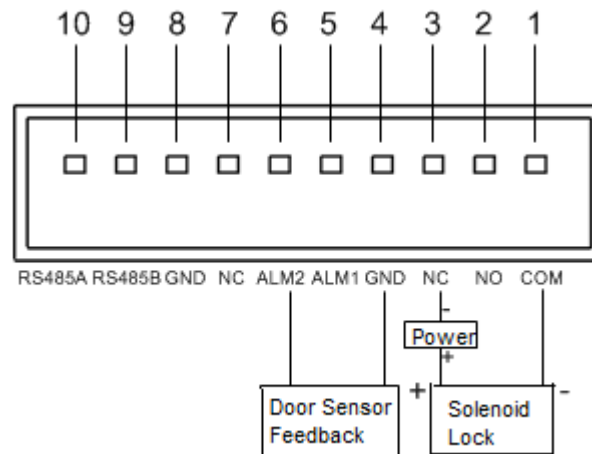 10 9 8 7 6 5 4 3 2 1
RS485A RS485B GND NC ALM2 ALM1 GND NC NO COM
-
Power
+
+ -
Door Sensor
Feedback
Solenoid
Lock